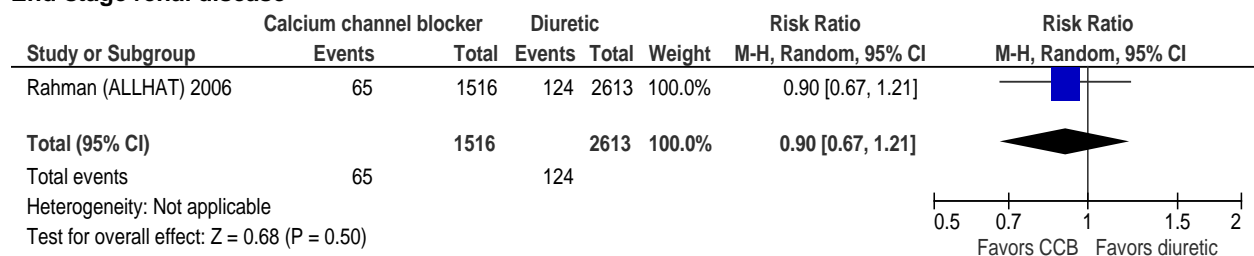 End-stage renal disease
Calcium channel blocker Diuretic Risk Ratio Risk Ratio
Study or Subgroup Events Total Events Total Weight M-H, Random, 95% CI M-H, Random, 95% CI
Rahman (ALLHAT) 2006 65 1516 124 2613 100.0% 0.90 [0.67, 1.21]
Total (95% CI) 1516 2613 100.0% 0.90 [0.67, 1.21]
Total events 65 124
Heterogeneity: Not applicable
Test for overall effect: Z = 0.68 (P = 0.50)
0.5 0.7 1 1.5 2
Favors CCB Favors diuretic